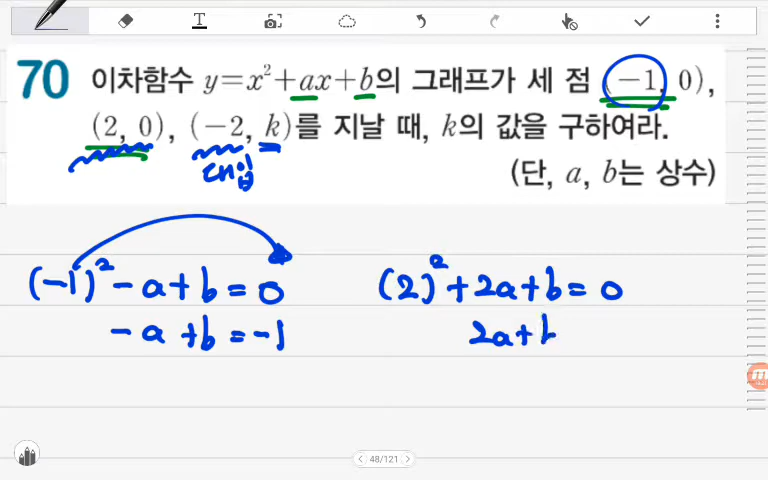 70 이차함수 y=x²+ax+b의 그래프가 세 점 (-1, 0),
(2, 0), (-2, k)를 지날 때, k의 값을 구하여라.
대입
(단, a, b는 상수)
(-1)² - a + b = 0
(2)² + 2a + b = 0
- a + b = -1
2a + b
48/121